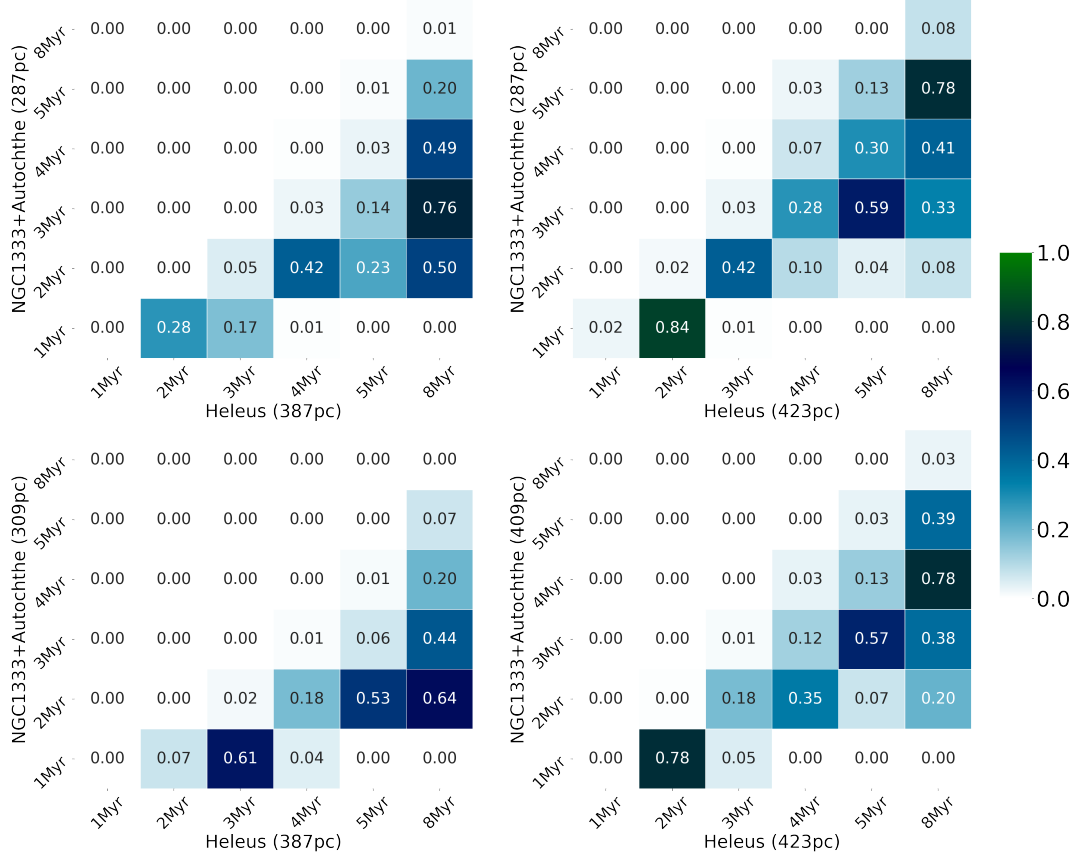 NGC1333+Autochthe (287pc)
8Myr 0.00 0.00 0.00 0.00 0.00 0.01
5Myr 0.00 0.00 0.00 0.00 0.01 0.20
4Myr 0.00 0.00 0.00 0.00 0.03 0.49
3Myr 0.00 0.00 0.00 0.03 0.14 0.76
2Myr 0.00 0.00 0.05 0.42 0.23 0.50
1Myr 0.00 0.28 0.17 0.01 0.00 0.00
1Myr 2Myr 3Myr 4Myr 5Myr 8Myr
Heleus (387pc)
NGC1333+Autochthe (287pc)
8Myr 0.00 0.00 0.00 0.00 0.00 0.08
5Myr 0.00 0.00 0.00 0.03 0.13 0.78
4Myr 0.00 0.00 0.00 0.07 0.30 0.41
3Myr 0.00 0.00 0.03 0.28 0.59 0.33
2Myr 0.00 0.02 0.42 0.10 0.04 0.08
1Myr 0.02 0.84 0.01 0.00 0.00 0.00
1Myr 2Myr 3Myr 4Myr 5Myr 8Myr
Heleus (423pc)
NGC1333+Autochthe (309pc)
8Myr 0.00 0.00 0.00 0.00 0.00 0.00
5Myr 0.00 0.00 0.00 0.00 0.00 0.07
4Myr 0.00 0.00 0.00 0.00 0.01 0.20
3Myr 0.00 0.00 0.00 0.01 0.06 0.44
2Myr 0.00 0.00 0.02 0.18 0.53 0.64
1Myr 0.00 0.07 0.61 0.04 0.00 0.00
1Myr 2Myr 3Myr 4Myr 5Myr 8Myr
Heleus (387pc)
NGC1333+Autochthe (409pc)
8Myr 0.00 0.00 0.00 0.00 0.00 0.03
5Myr 0.00 0.00 0.00 0.00 0.03 0.39
4Myr 0.00 0.00 0.00 0.03 0.13 0.78
3Myr 0.00 0.00 0.01 0.12 0.57 0.38
2Myr 0.00 0.00 0.18 0.35 0.07 0.20
1Myr 0.00 0.78 0.05 0.00 0.00 0.00
1Myr 2Myr 3Myr 4Myr 5Myr 8Myr
Heleus (423pc)
1.0
0.8
0.6
0.4
0.2
0.0